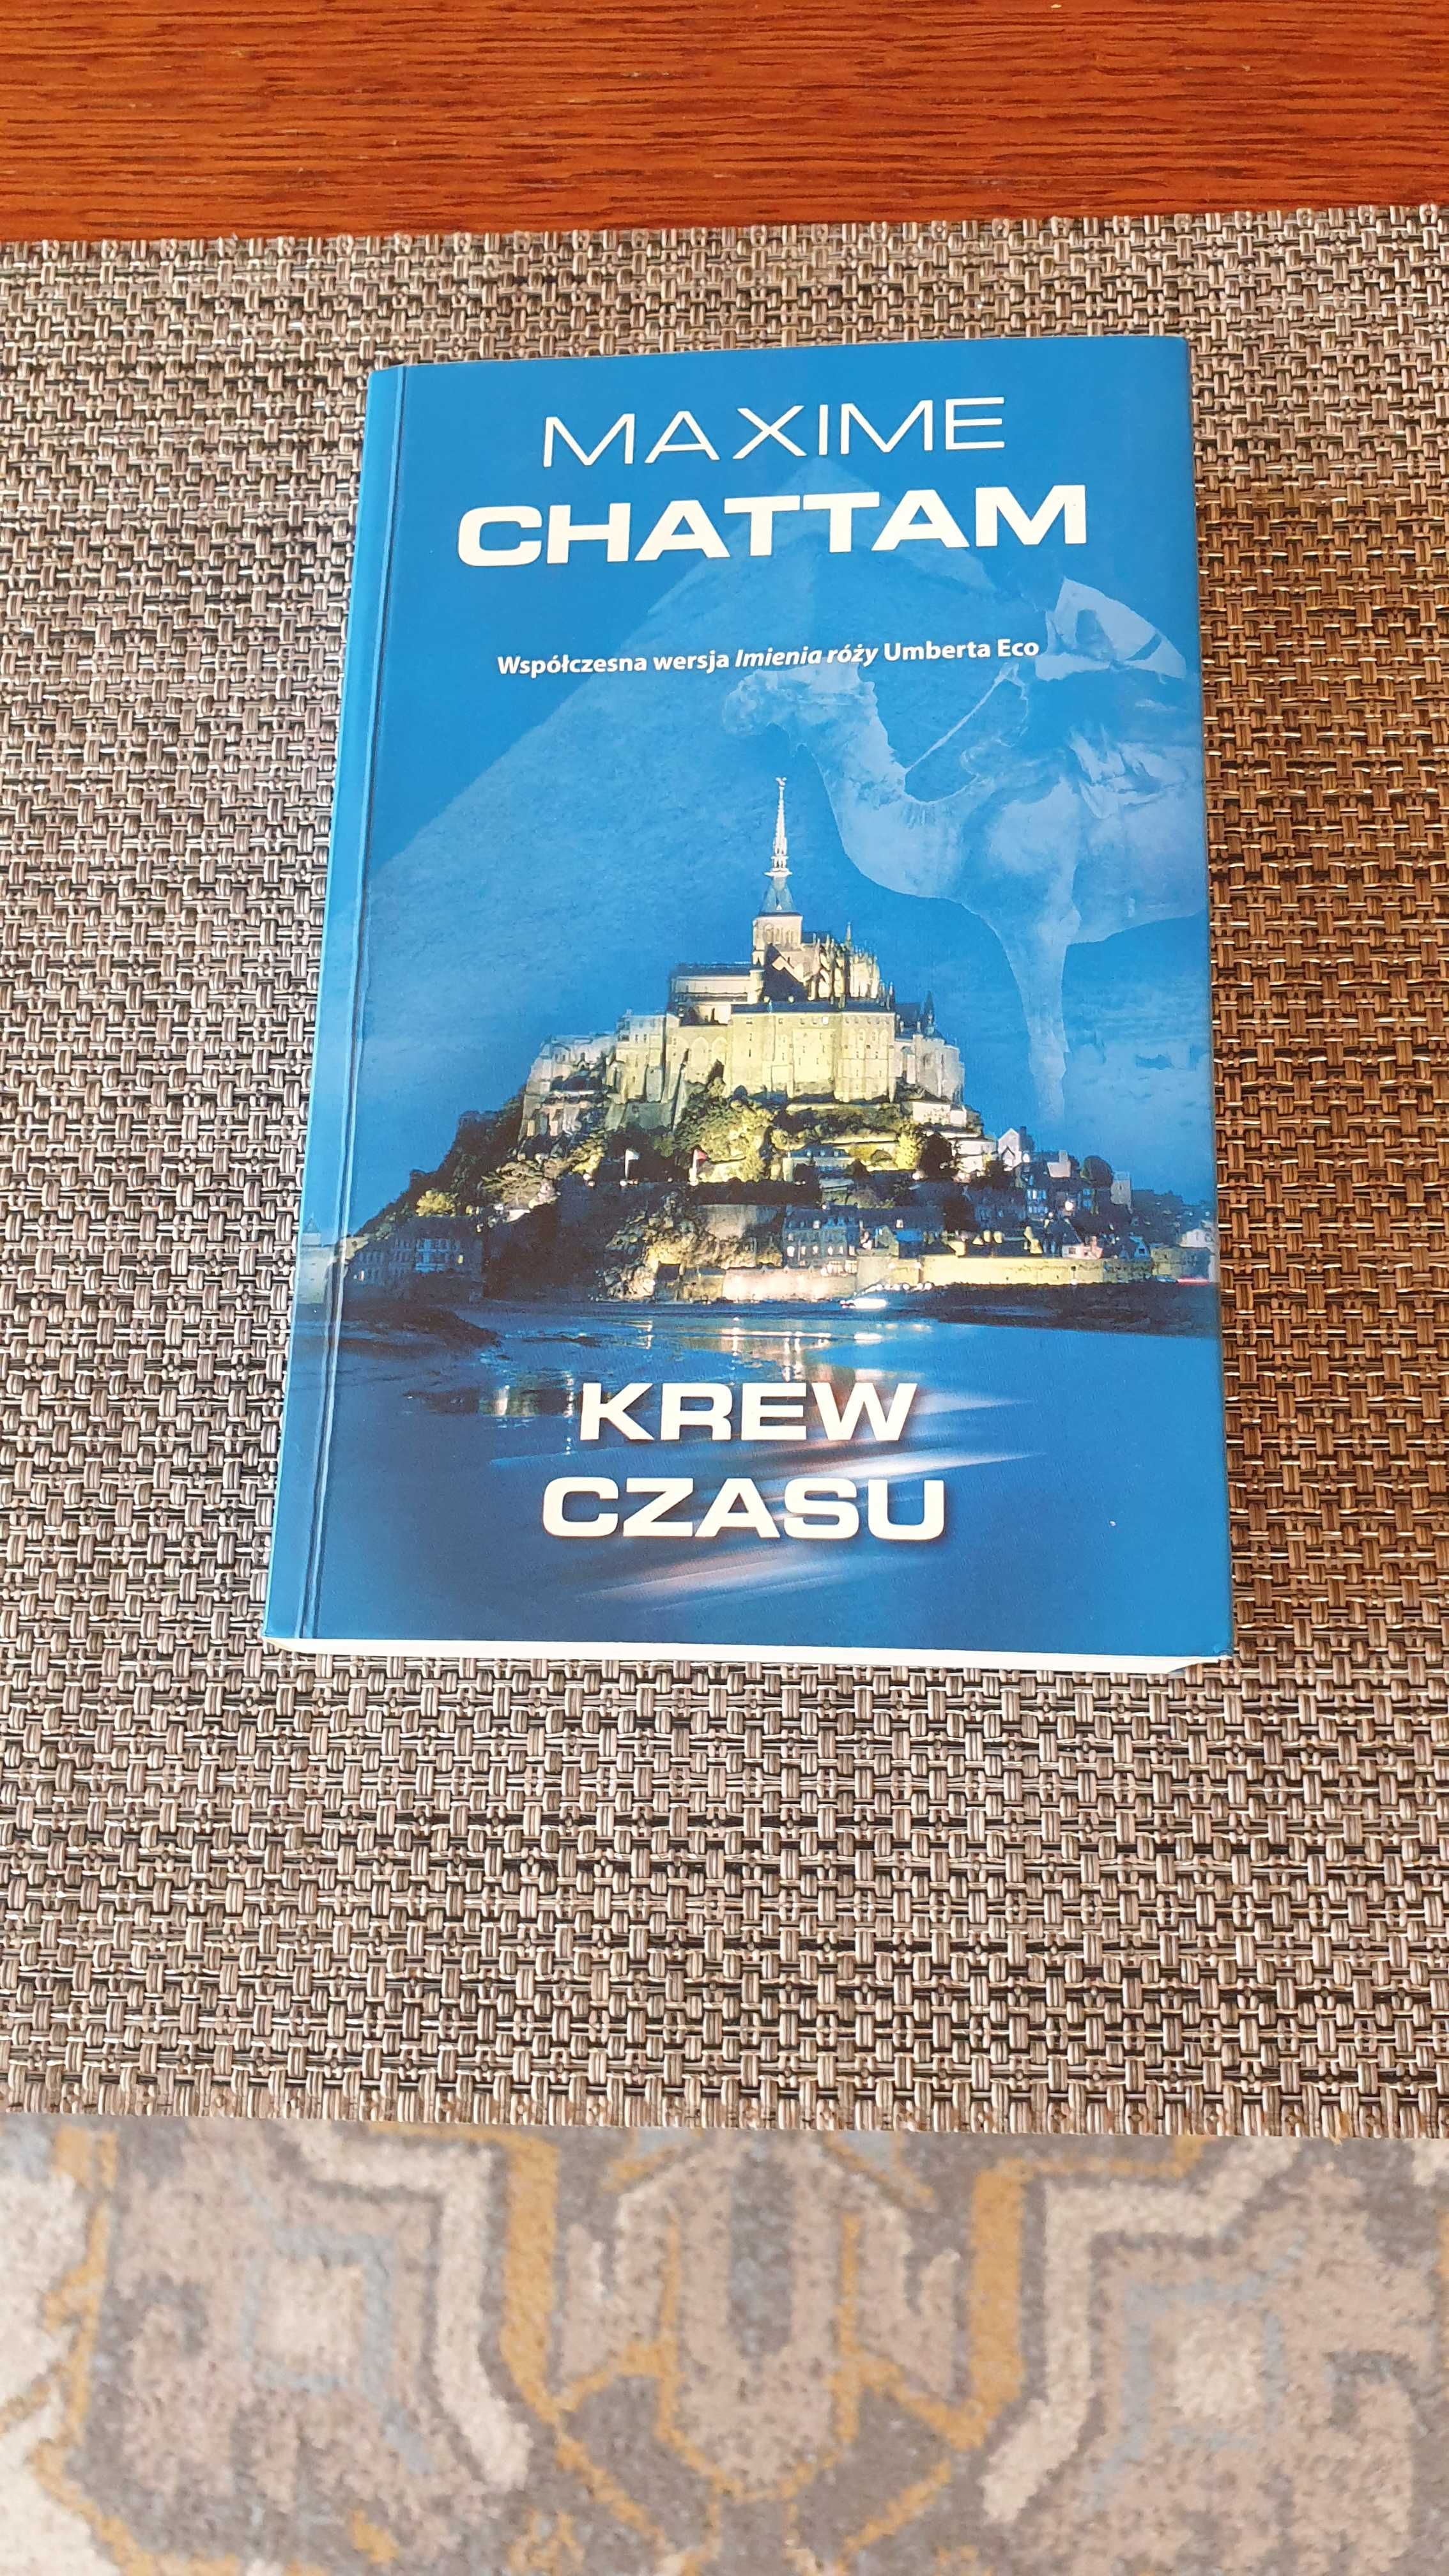 MAXIME
CHATTAM
Współczesna wersja Imienia róży Umberta Eco
KREW
CZASU